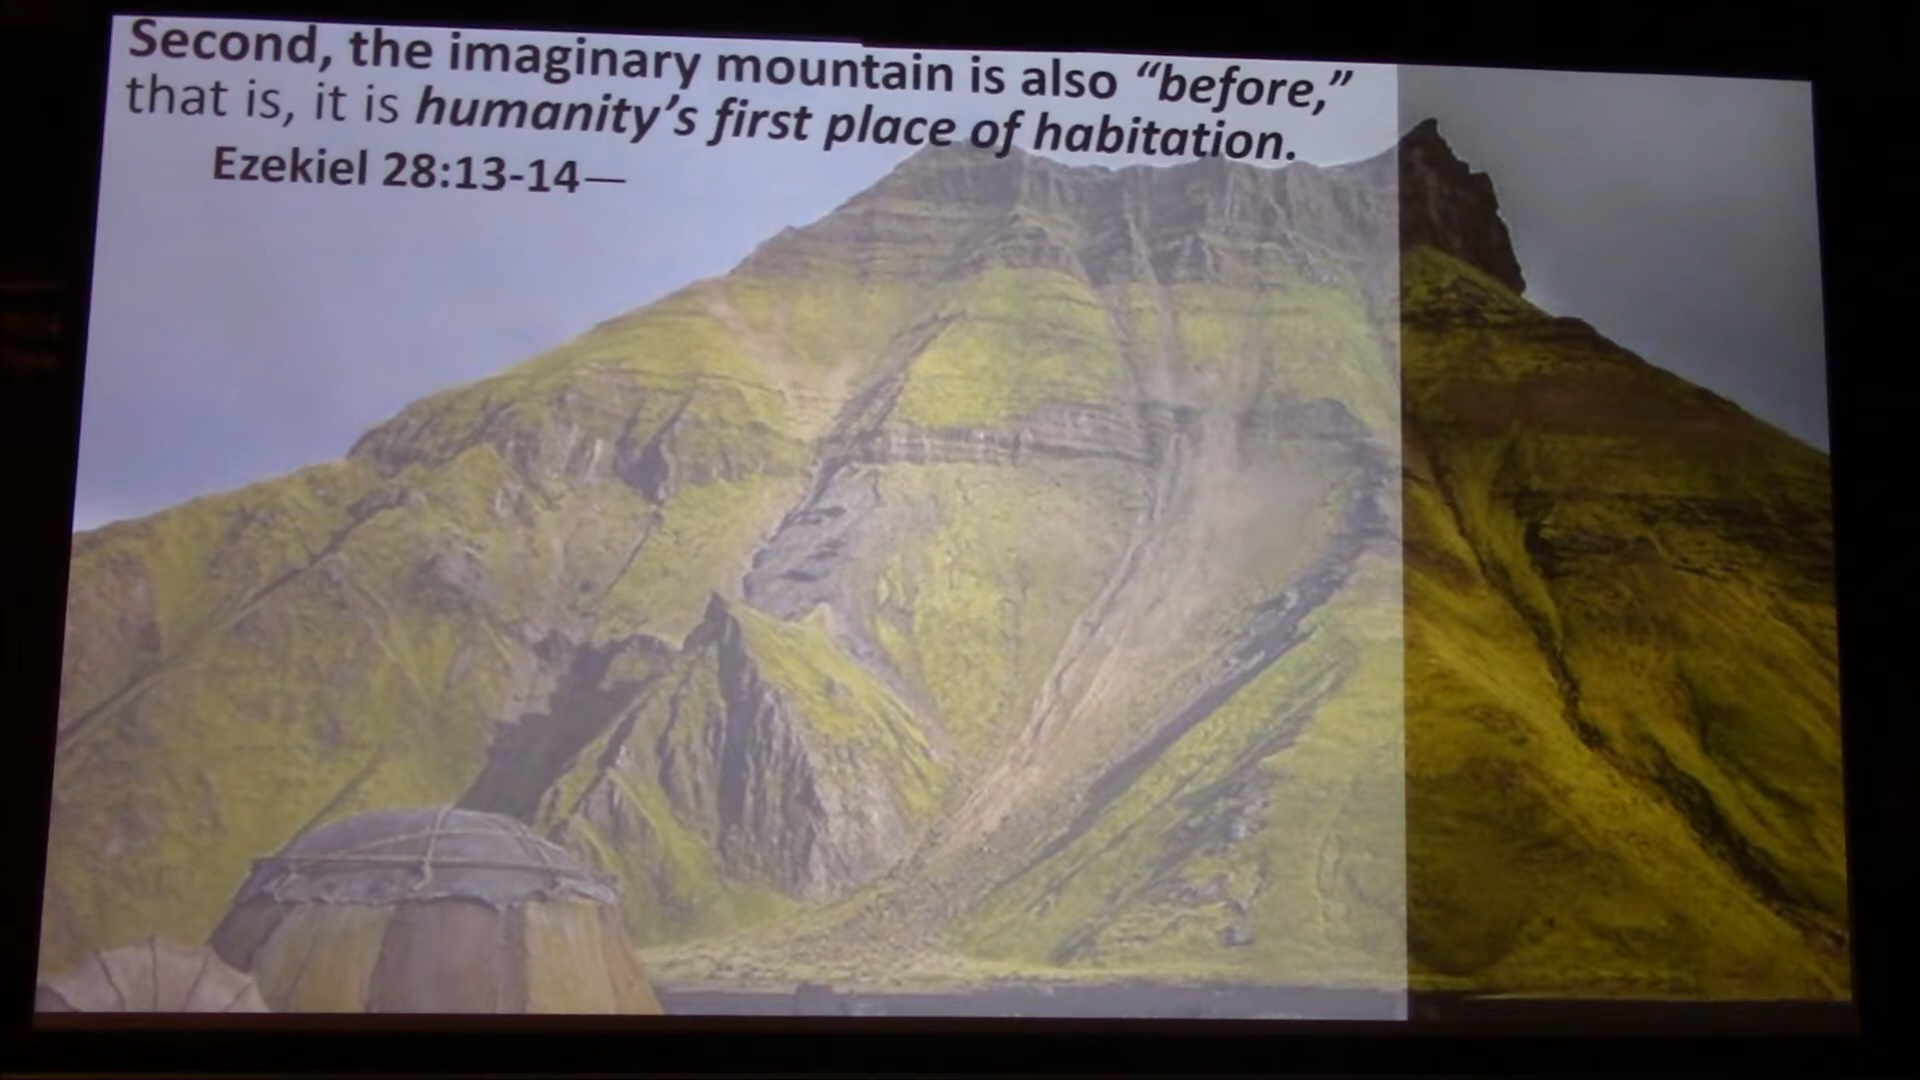 Second, the imaginary mountain is also “before,”
that is, it is humanity’s first place of habitation.
Ezekiel 28:13-14—